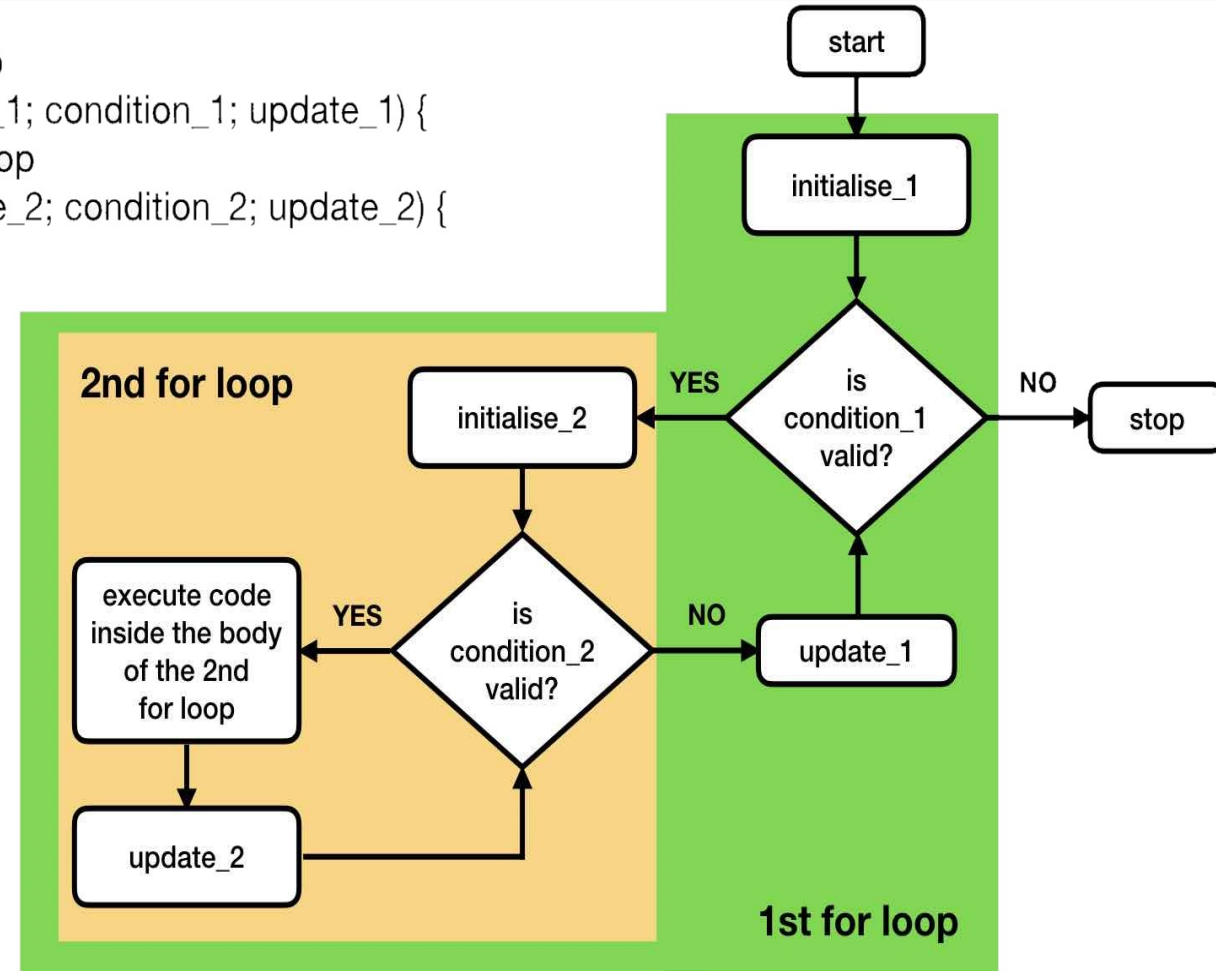 _1; condition_1; update_1) {
op
e_2; condition_2; update_2) {
start
initialise_1
is
condition_1
valid?
YES
NO
stop
2nd for loop
initialise_2
is
condition_2
valid?
YES
NO
execute code
inside the body
of the 2nd
for loop
update_1
update_2
1st for loop